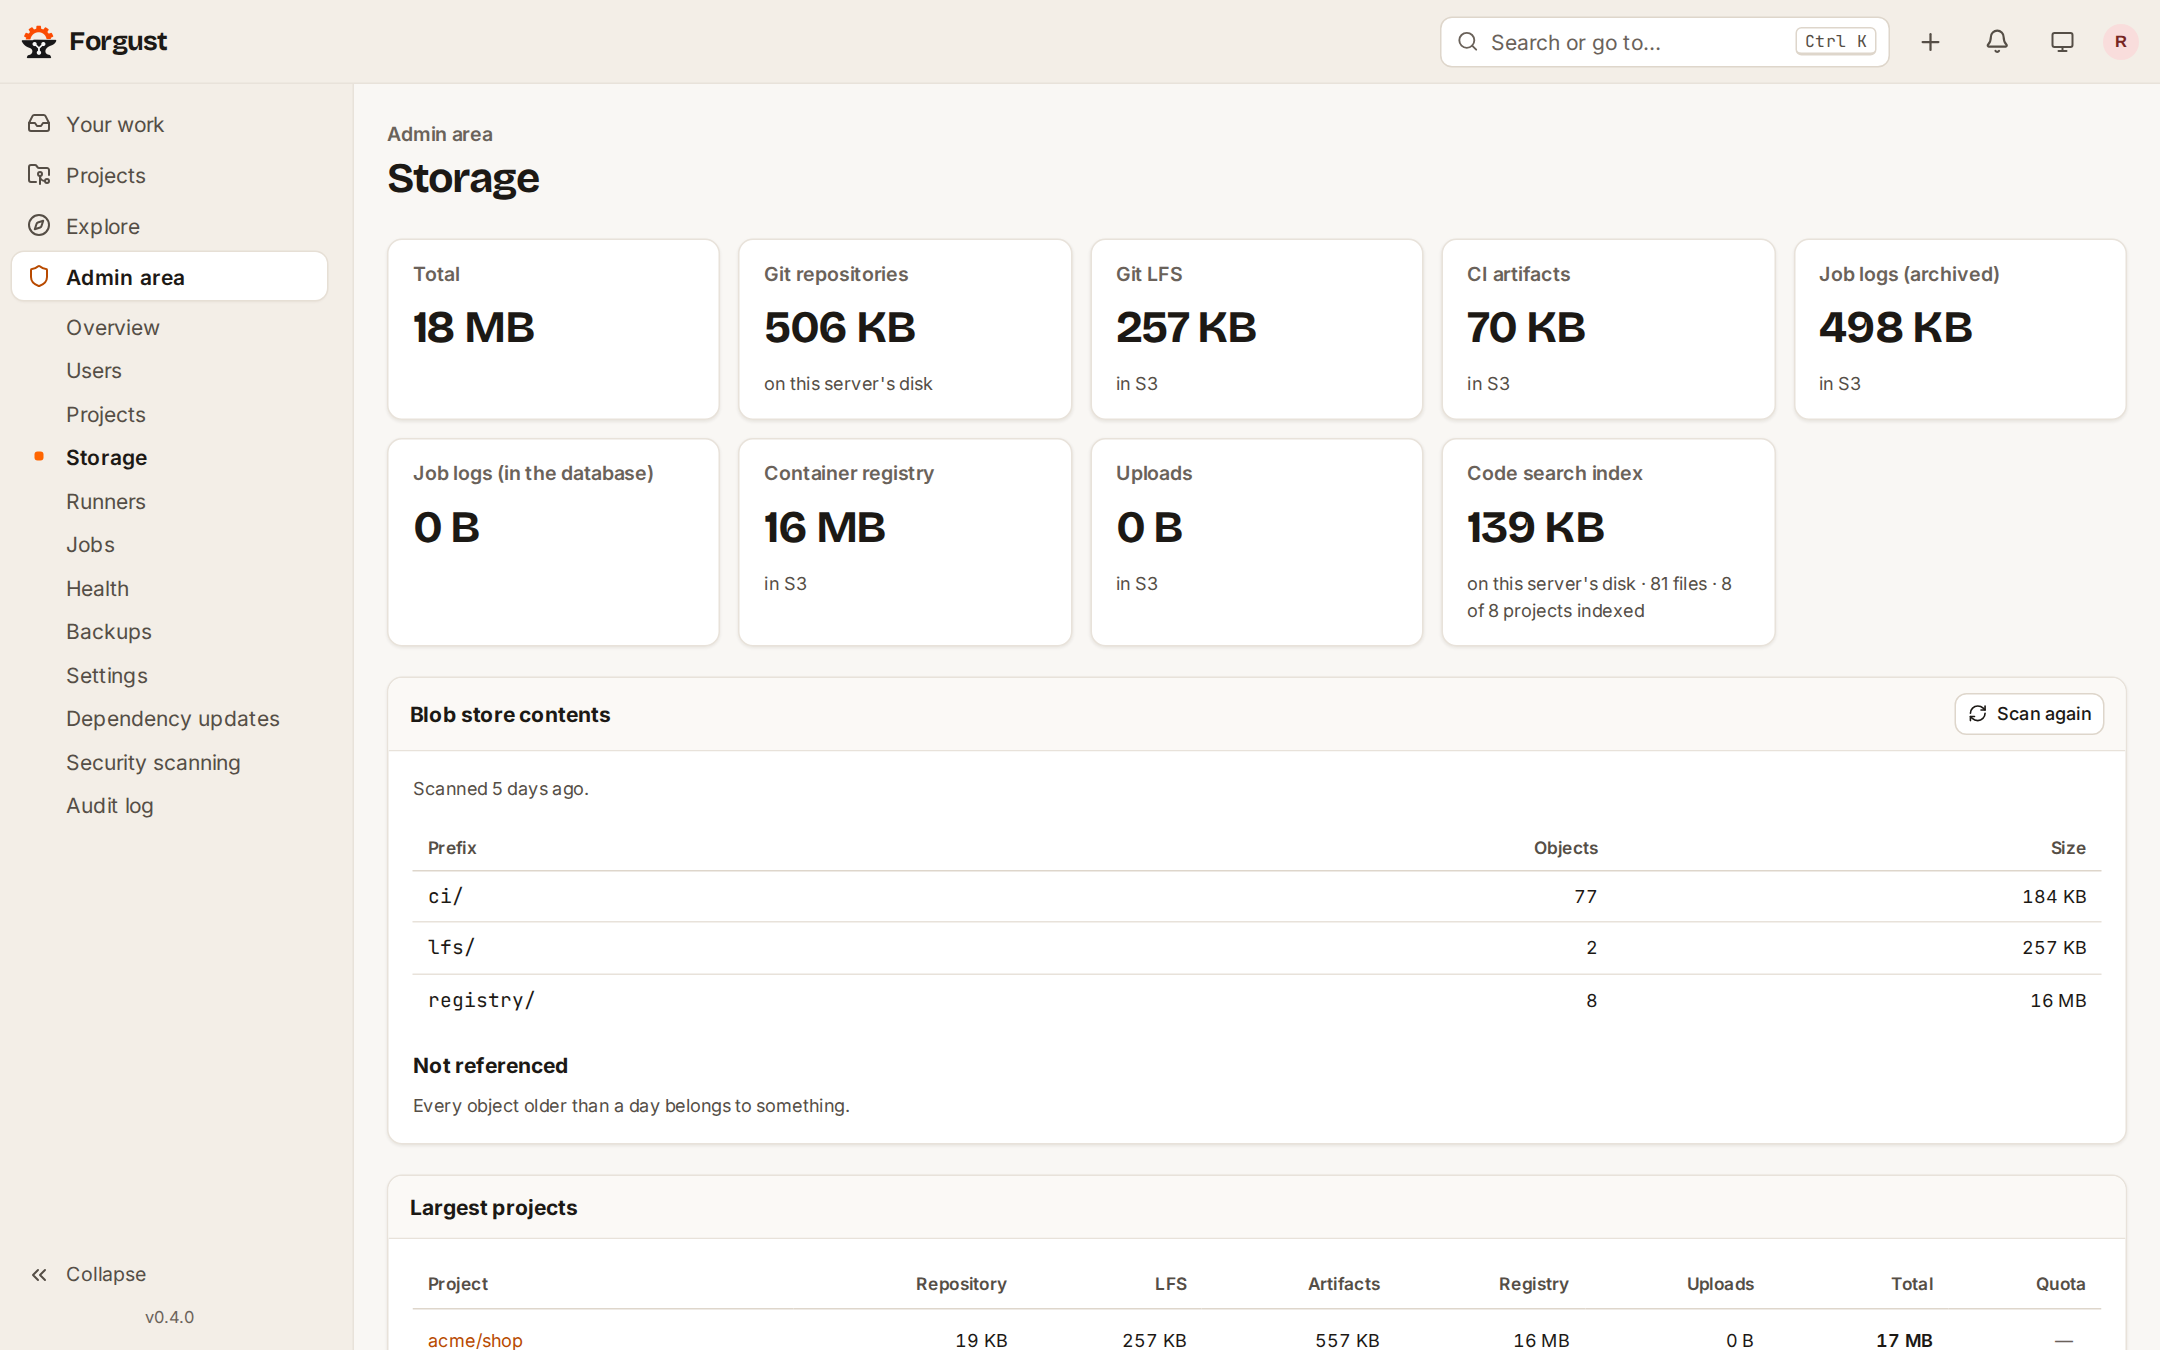 Forgust
Search or go to...
Ctrl K
R
Your work
Projects
Explore
Admin area
Overview
Users
Projects
Storage
Runners
Jobs
Health
Backups
Settings
Dependency updates
Security scanning
Audit log
Collapse
v0.4.0
Admin area
Storage
Total
18 MB
Git repositories
506 KB
on this server's disk
Git LFS
257 KB
in S3
CI artifacts
70 KB
in S3
Job logs (archived)
498 KB
in S3
Job logs (in the database)
0 B
Container registry
16 MB
in S3
Uploads
0 B
in S3
Code search index
139 KB
on this server's disk · 81 files · 8
of 8 projects indexed
Blob store contents
Scan again
Scanned 5 days ago.
Prefix Objects Size
ci/ 77 184 KB
lfs/ 2 257 KB
registry/ 8 16 MB
Not referenced
Every object older than a day belongs to something.
Largest projects
Project Repository LFS Artifacts Registry Uploads Total Quota
acme/shop 19 KB 257 KB 557 KB 16 MB 0 B 17 MB —